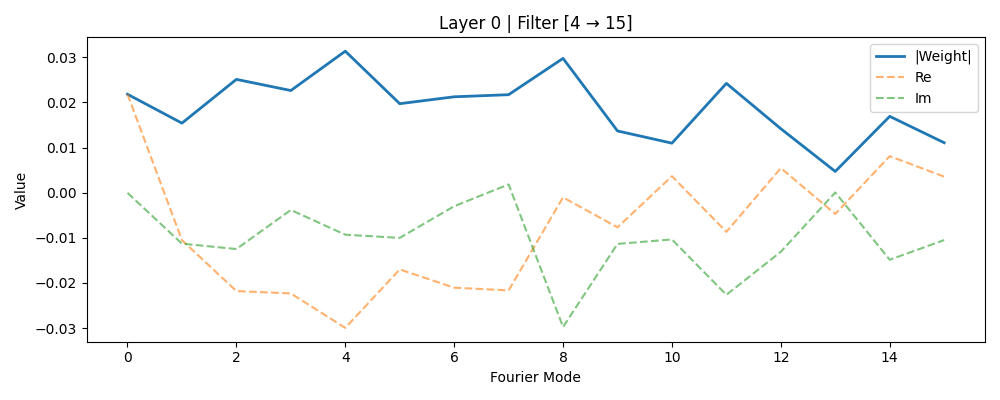 Layer 0 | Filter [4 → 15]
|Weight|
Re
Im
0.03
0.02
0.01
0.00
−0.01
−0.02
−0.03
Value
0 2 4 6 8 10 12 14
Fourier Mode